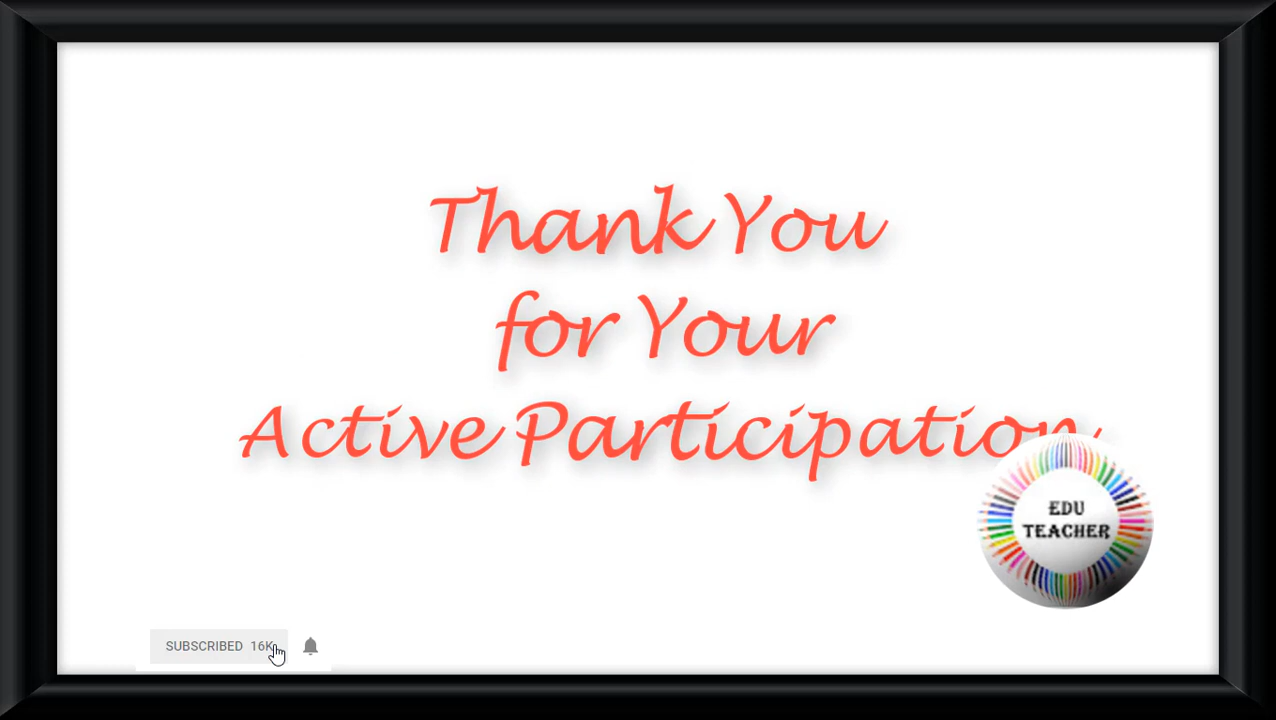 Thank You
for Your
Active Participation
EDU
TEACHER
SUBSCRIBED 16K